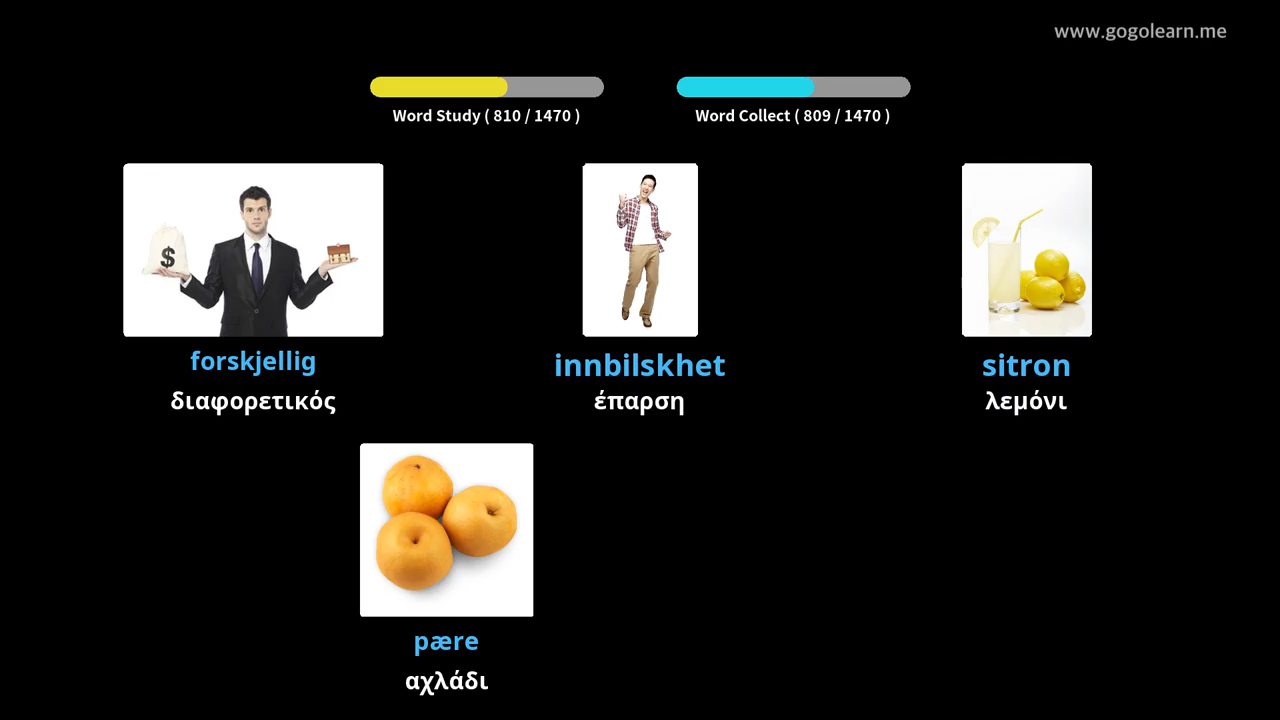 www.gogolearn.me
Word Study ( 810 / 1470 )
Word Collect ( 809 / 1470 )
$
forskjellig
innbilskhet
sitron
διαφορετικός
έπαρση
λεμόνι
pære
αχλάδι